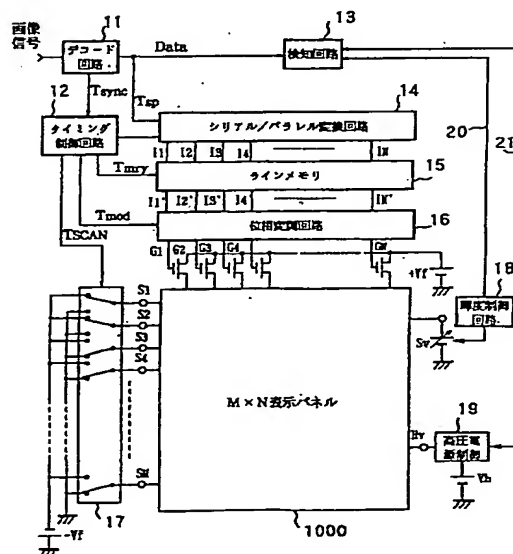 画像
信号
11
デコード
回路
Data
13
検知回路
12
Tsync
Tsp
14
20
21
タイミング
制御回路
シリアル/パラレル変換回路
I1 I2 I3 I4 IN
Tmry
ラインメモリ
15
I1' I2' I3' I4' IN'
Tmod
位相変調回路
16
TSCAN
G1 G2 G3 G4 GN
+Vf
18
輝度制御
回路
S1
S2
S3
S4
Sv
M×N表示パネル
19
高圧電
源制御
Hv
Vh
SM
17
-Vf
1000